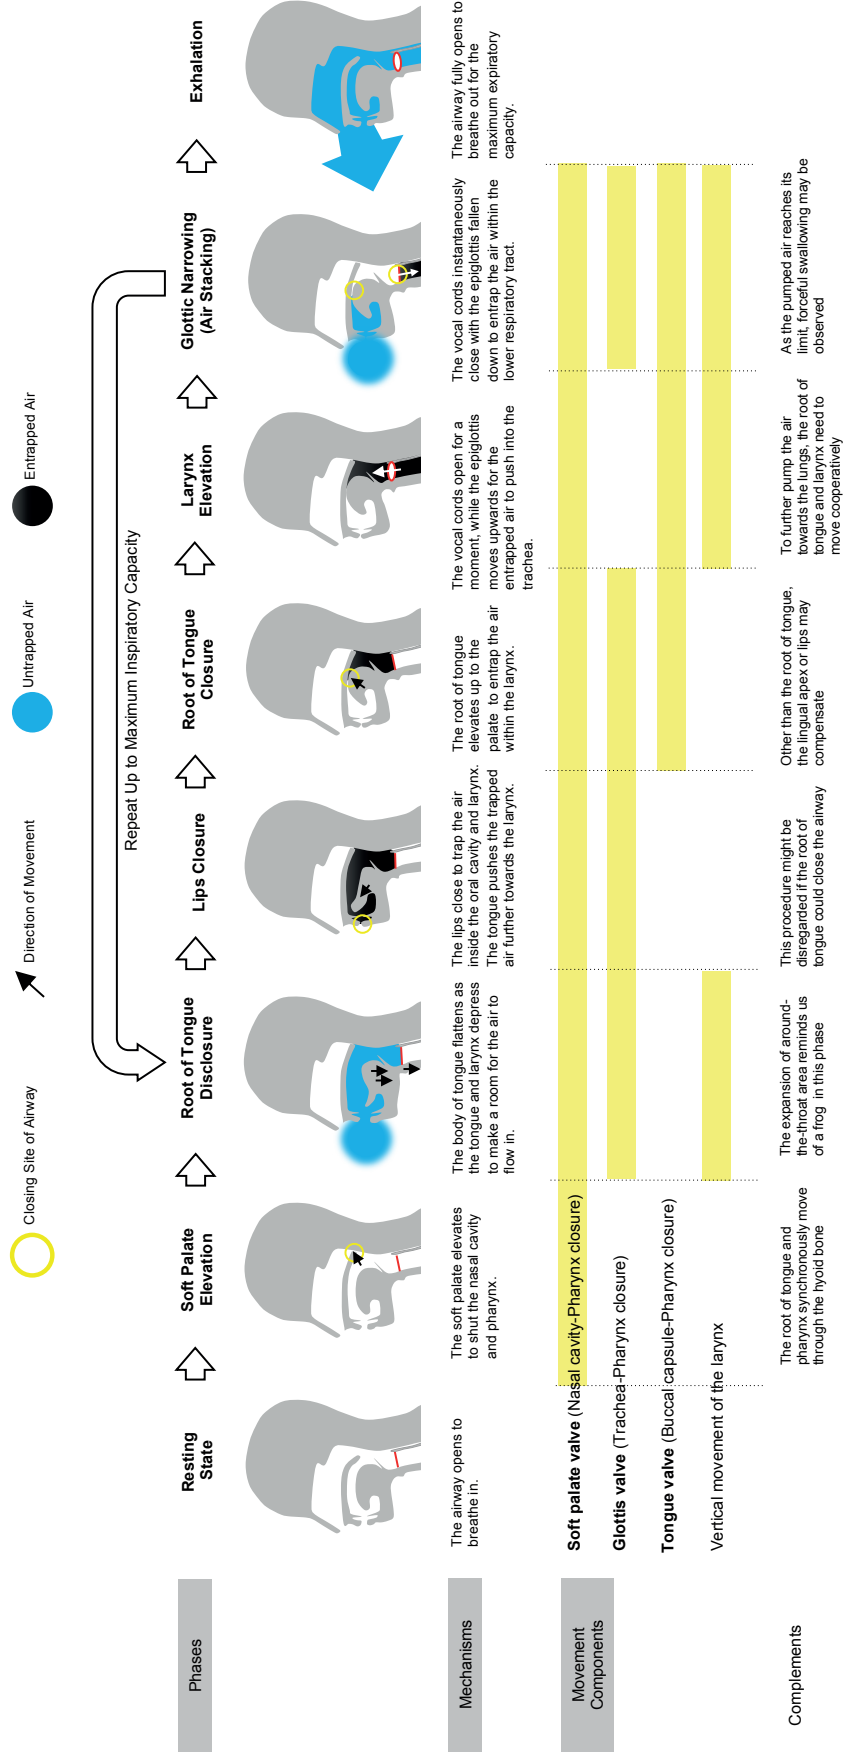 Closing Site of Airway
Direction of Movement
Untrapped Air
Entrapped Air
Repeat Up to Maximum Inspiratory Capacity
Phases
Resting
State
Soft Palate
Elevation
Root of Tongue
Disclosure
Lips Closure
Root of Tongue
Closure
Larynx
Elevation
Glottic Narrowing
(Air Stacking)
Exhalation
Mechanisms
The airway opens to
breathe in.
The soft palate elevates
to shut the nasal cavity
and pharynx.
The body of tongue flattens as
the tongue and larynx depress
to make a room for the air to
flow in.
The lips close to trap the air
inside the oral cavity and larynx.
The tongue pushes the trapped
air further towards the larynx.
The root of tongue
elevates up to the
palate to entrap the air
within the larynx.
The vocal cords open for a
moment, while the epiglottis
moves upwards for the
entrapped air to push into the
trachea.
The vocal cords instantaneously
close with the epiglottis fallen
down to entrap the air within the
lower respiratory tract.
The airway fully opens to
breathe out for the
maximum expiratory
capacity.
Movement
Components
Soft palate valve (Nasal cavity-Pharynx closure)
Glottis valve (Trachea-Pharynx closure)
Tongue valve (Buccal capsule-Pharynx closure)
Vertical movement of the larynx
Complements
The root of tongue and
pharynx synchronously move
through the hyoid bone
The expansion of around-
the-throat area reminds us
of a frog in this phase
This procedure might be
disregarded if the root of
tongue could close the airway
Other than the root of tongue,
the lingual apex or lips may
compensate
To further pump the air
towards the lungs, the root of
tongue and larynx need to
move cooperatively
As the pumped air reaches its
limit, forceful swallowing may be
observed